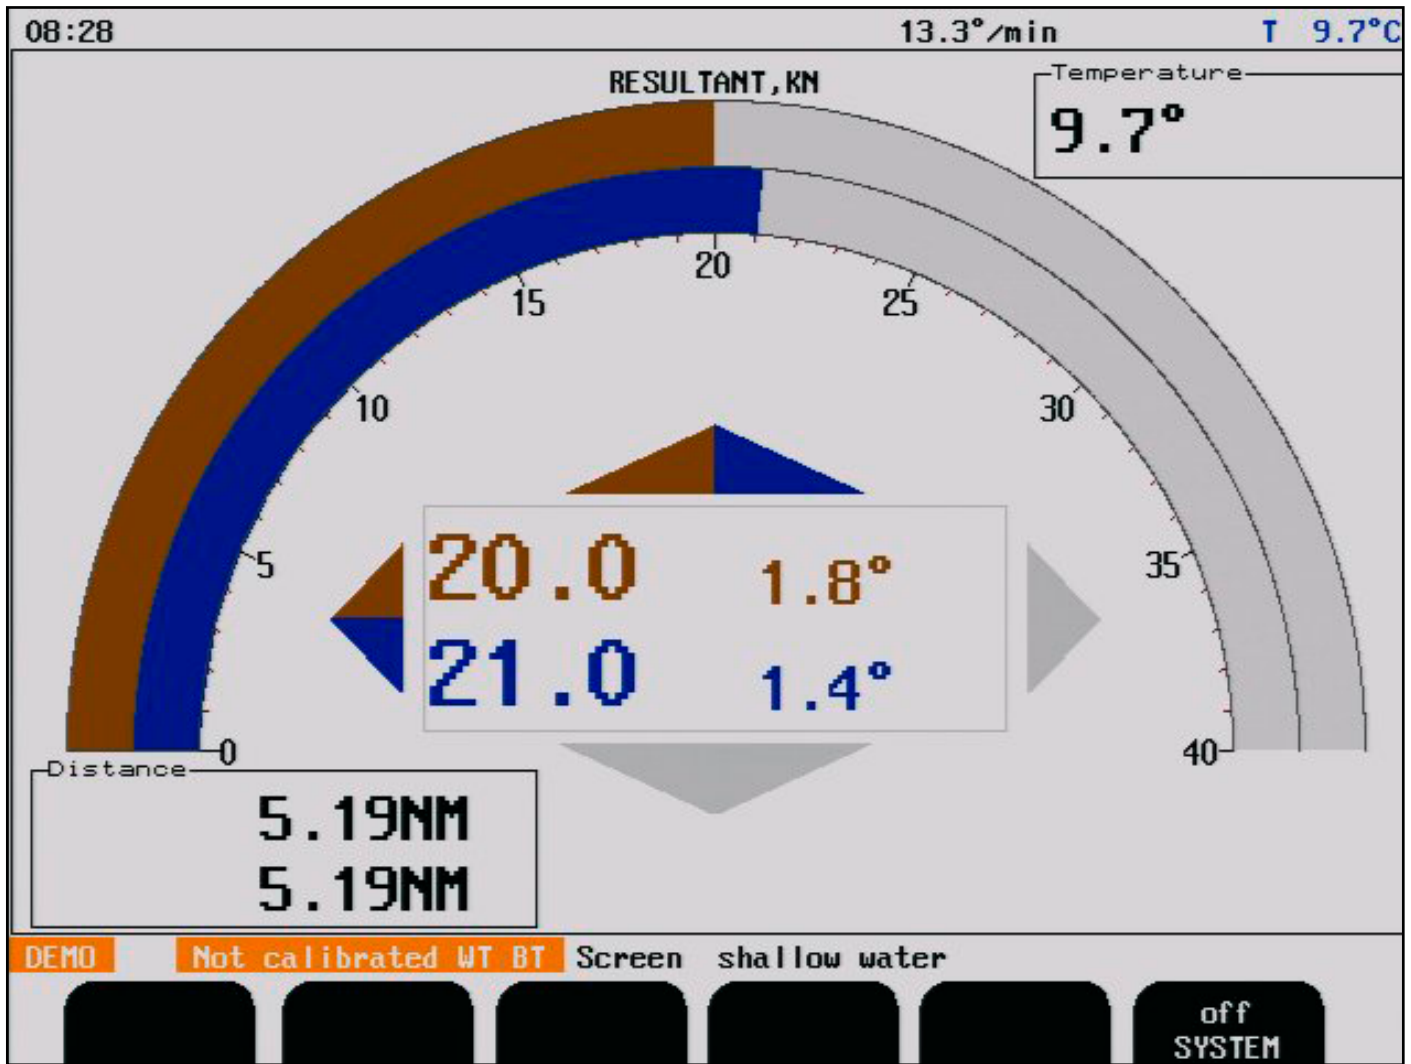 08:28 13.3°/min T 9.7°C
RESULTANT,KN
Temperature
9.7°
20
15 25
10 30
5 35
0 40
20.0 1.8°
21.0 1.4°
Distance
5.19NM
5.19NM
DEMO Not calibrated WT BT Screen shallow water
off
SYSTEM